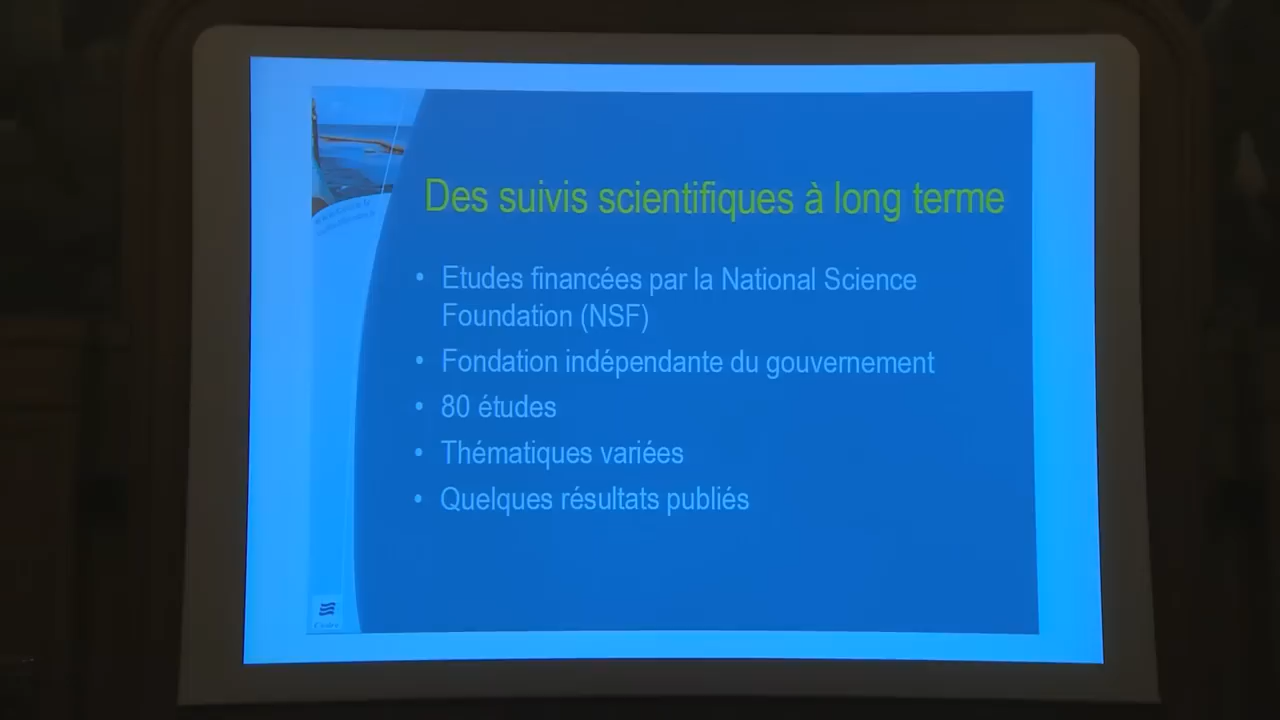 Des suivis scientifiques à long terme
• Etudes financées par la National Science
Foundation (NSF)
• Fondation indépendante du gouvernement
• 80 études
• Thématiques variées
• Quelques résultats publiés